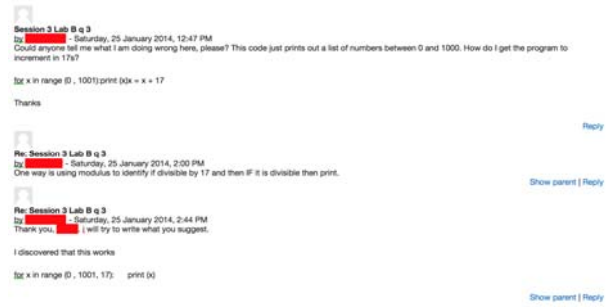 Session 3 Lab B q 3
by - Saturday, 25 January 2014, 12:47 PM
Could anyone tell me what I am doing wrong here, please? This code just prints out a list of numbers between 0 and 1000. How do I get the program to
increment in 17s?
for x in range (0 , 1001):print (x)x = x + 17
Thanks
Reply
Re: Session 3 Lab B q 3
by - Saturday, 25 January 2014, 2:00 PM
One way is using modulus to identify if divisible by 17 and then IF it is divisible then print.
Show parent | Reply
Re: Session 3 Lab B q 3
by - Saturday, 25 January 2014, 2:44 PM
Thank you, . i will try to write what you suggest.
I discovered that this works
for x in range (0 , 1001, 17): print (x)
Show parent | Reply